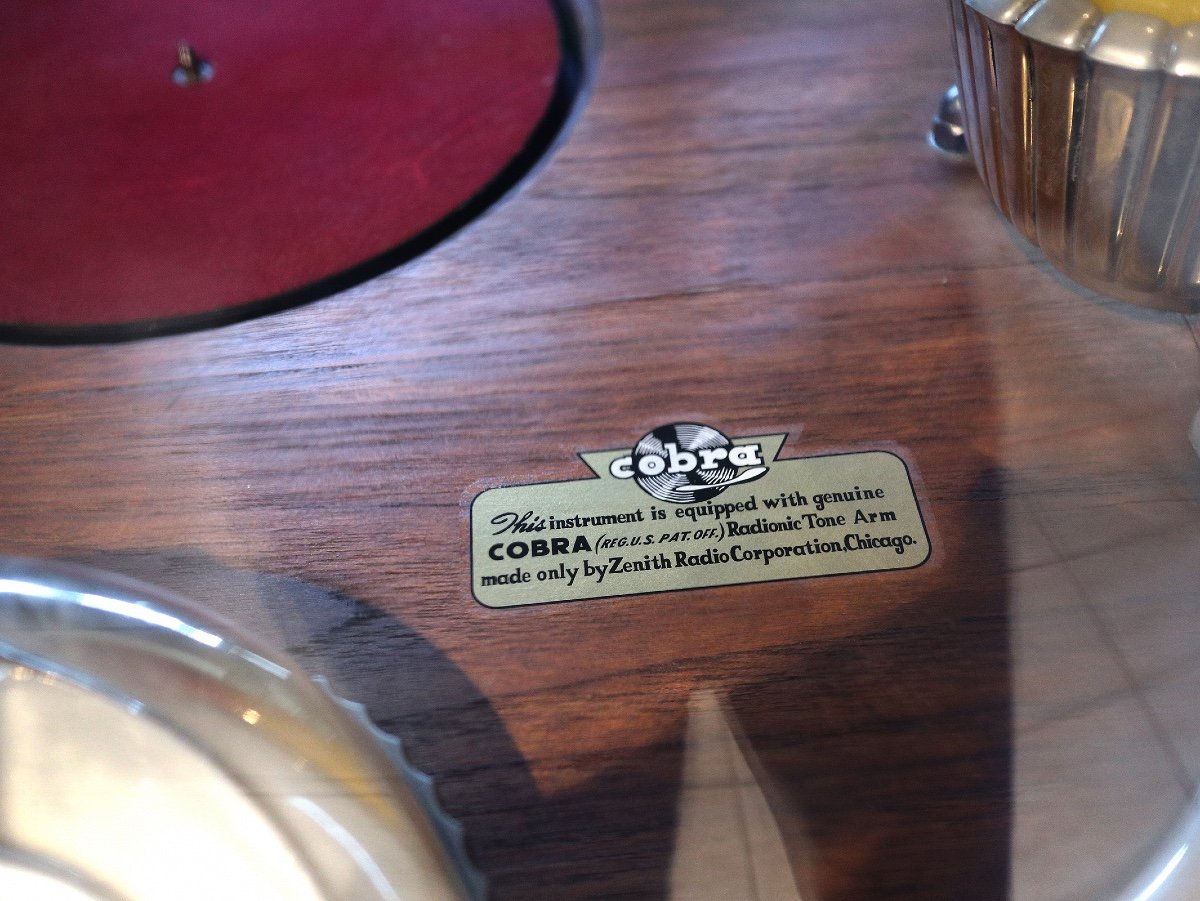 cobra
This instrument is equipped with genuine
COBRA (REG. U.S. PAT. OFF.) Radionic Tone Arm
made only by Zenith Radio Corporation, Chicago.